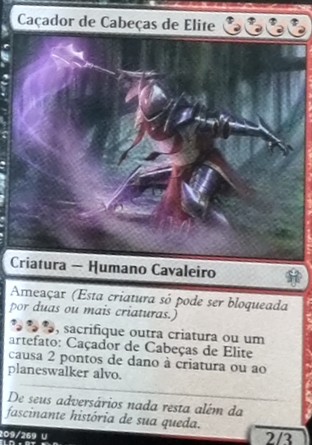 Caçador de Cabeças de Elite
Criatura — Humano Cavaleiro
Ameaçar (Esta criatura só pode ser bloqueada
por duas ou mais criaturas.)
, sacrifique outra criatura ou um
artefato: Caçador de Cabeças de Elite
causa 2 pontos de dano à criatura ou ao
planeswalker alvo.
De seus adversários nada resta além da
fascinante história de sua queda.
209/269 U
2/3
ELD • PT